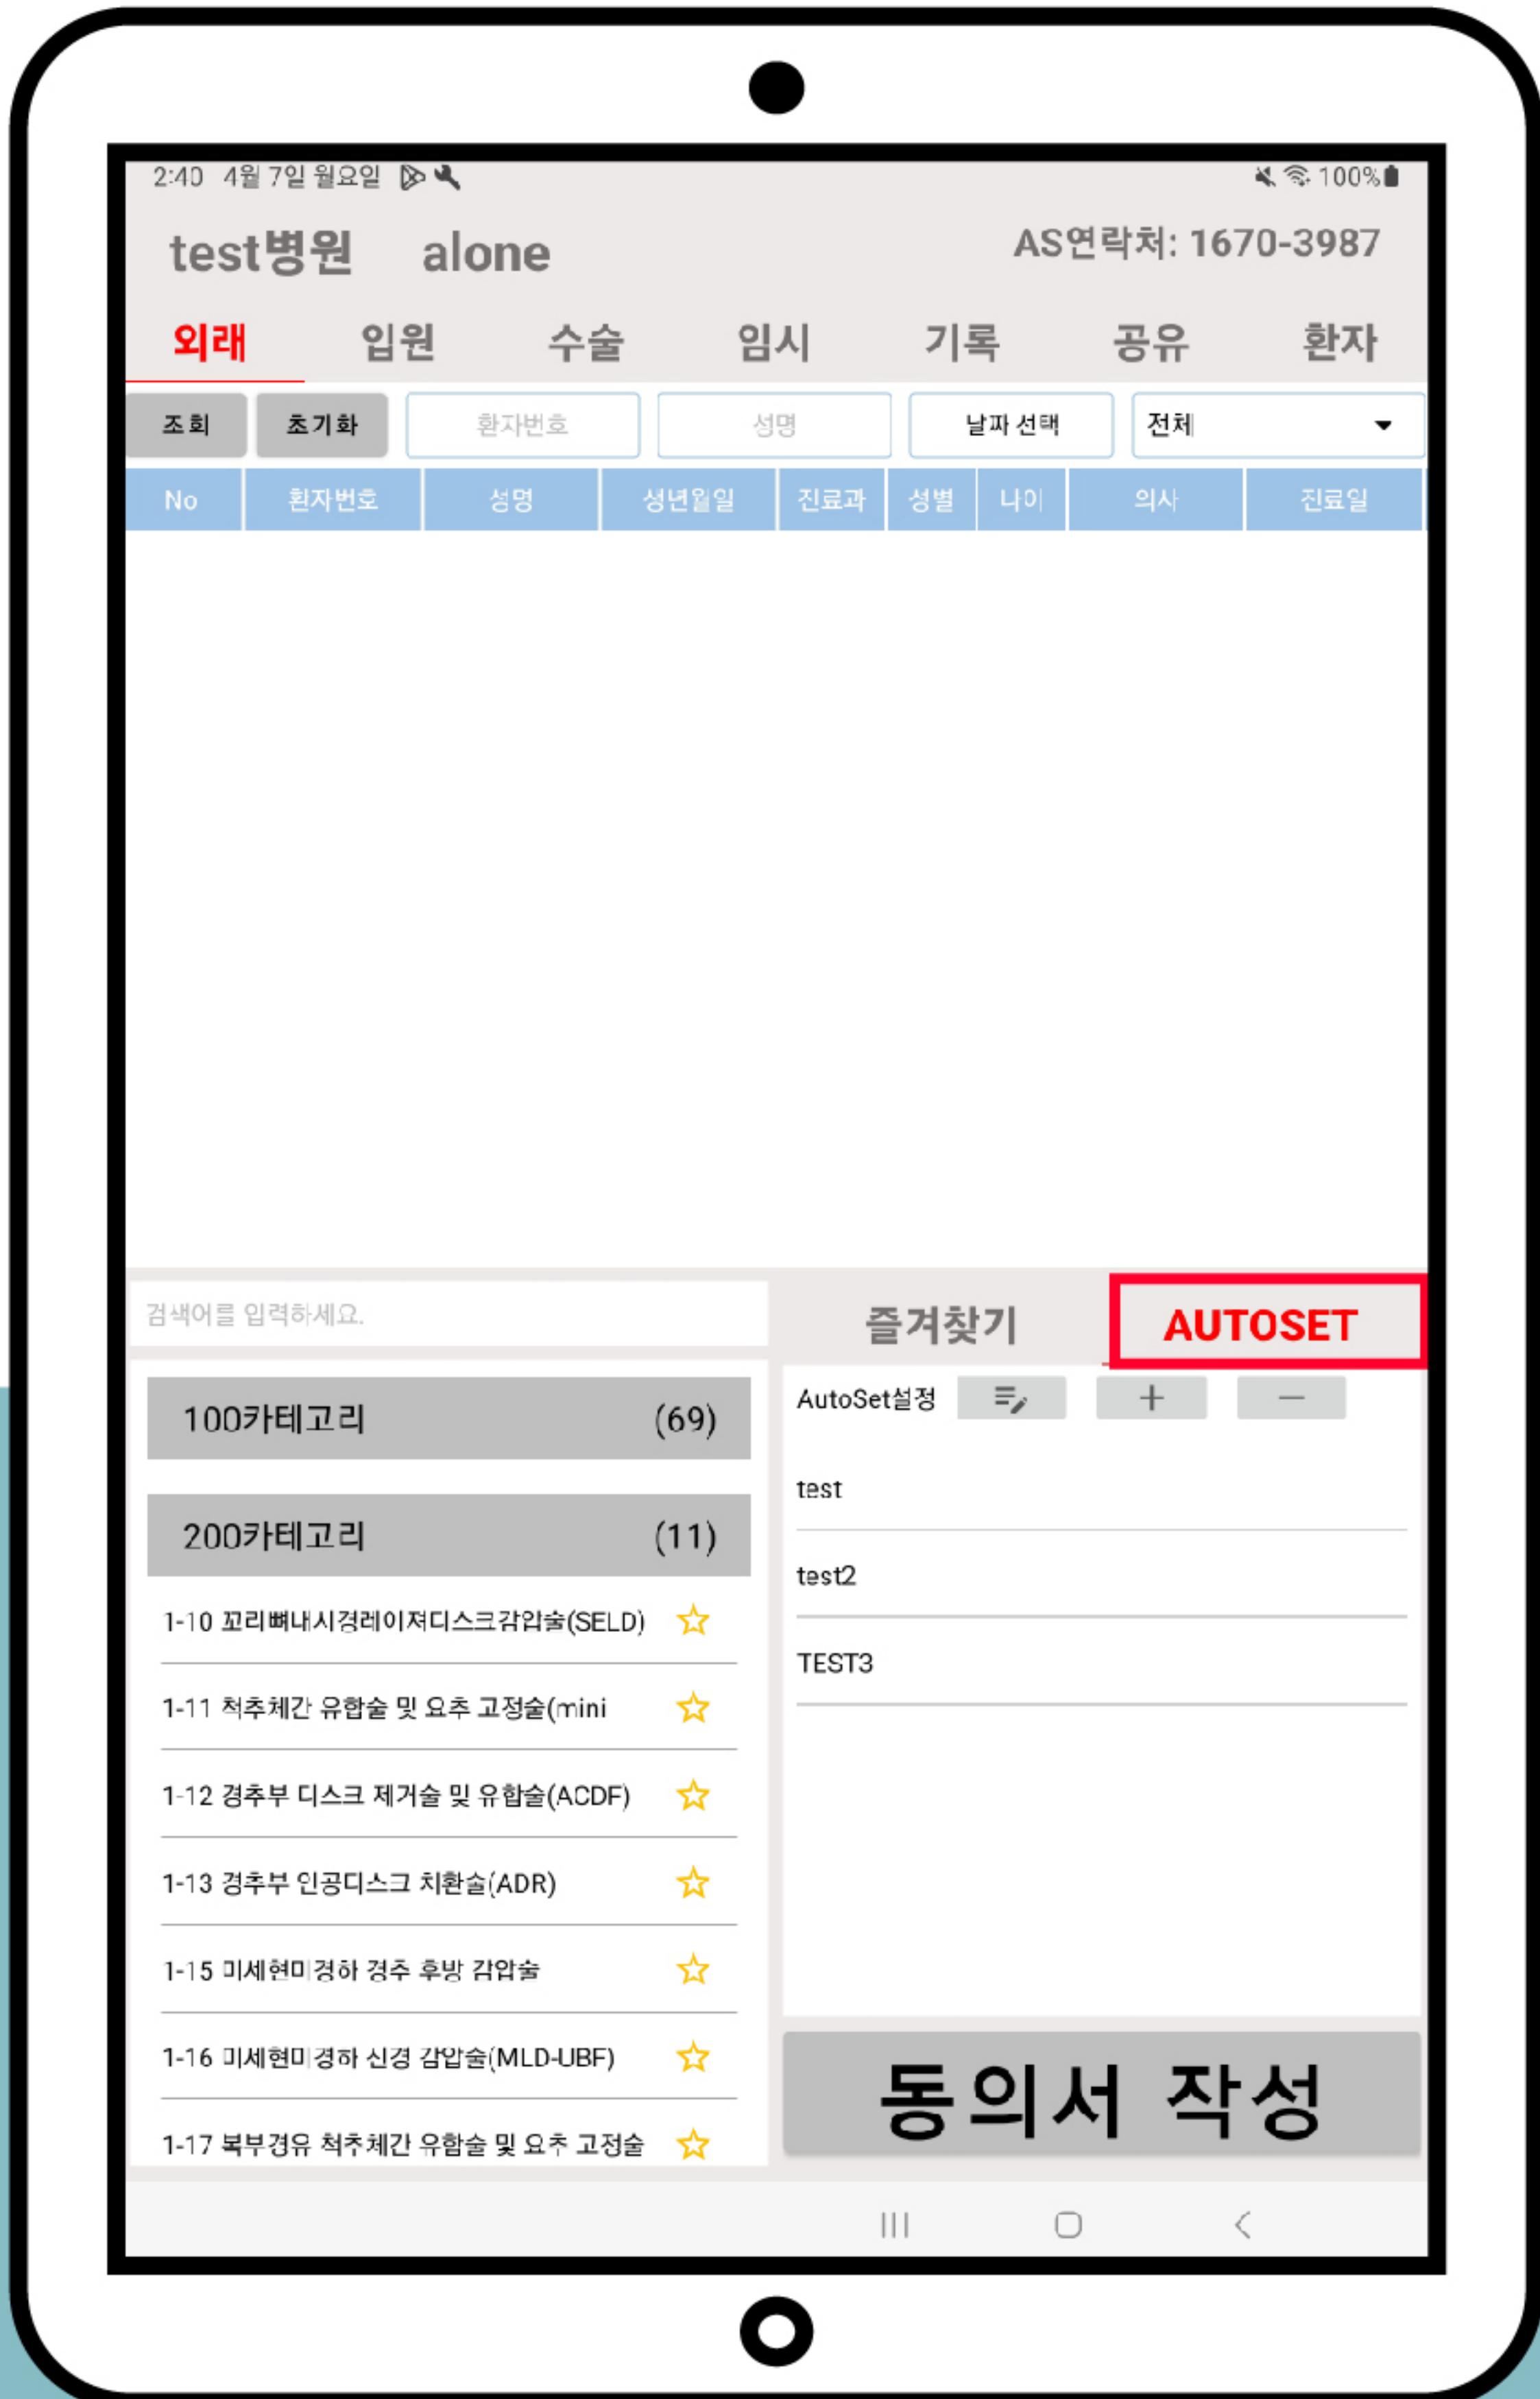 2:40 4월 7일 월요일
100%
test병원 alone
AS연락처: 1670-3987
외래 입원 수술 임시 기록 공유 환자
조회 초기화 환자번호 성명 날짜 선택 전체
No 환자번호 성명 생년월일 진료과 성별 나이 의사 진료일
검색어를 입력하세요.
즐겨찾기 AUTOSET
100카테고리 (69)
200카테고리 (11)
1-10 꼬리뼈내시경레이져디스크감압술(SELD)
1-11 척추체간 유합술 및 요추 고정술(mini
1-12 경추부 디스크 제거술 및 유합술(ACDF)
1-13 경추부 인공디스크 치환술(ADR)
1-15 미세현미경하 경추 후방 감압술
1-16 미세현미경하 신경 감압술(MLD-UBF)
1-17 복부경유 척추체간 유합술 및 요추 고정술
AutoSet설정
test
test2
TEST3
동의서 작성